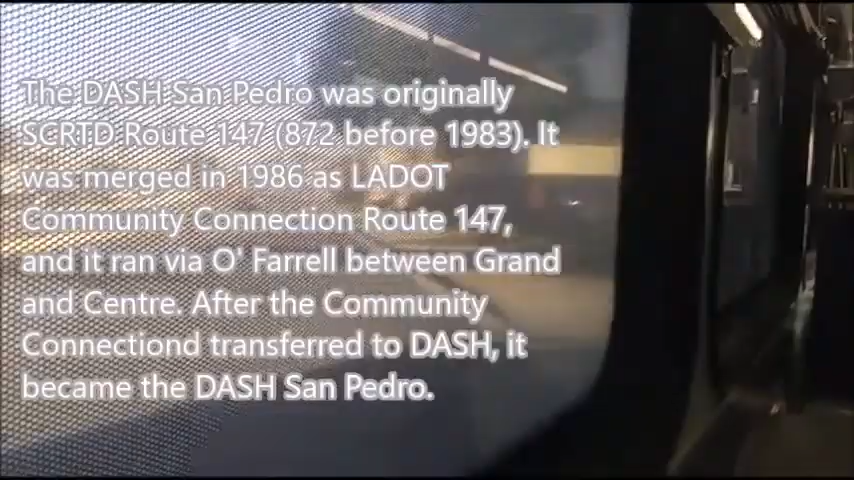 The DASH San Pedro was originally
SCRTD Route 147 (872 before 1983). It
was merged in 1986 as LADOT
Community Connection Route 147,
and it ran via O' Farrell between Grand
and Centre. After the Community
Connectiond transferred to DASH, it
became the DASH San Pedro.